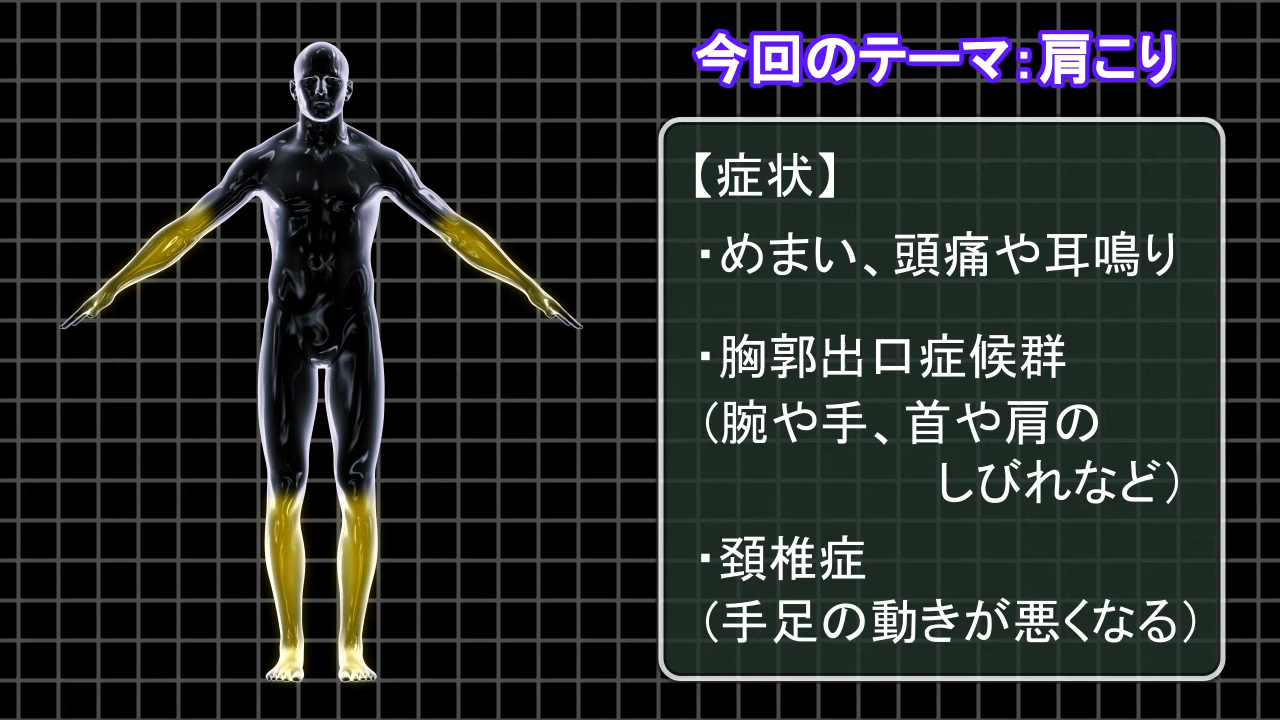 今回のテーマ：肩こり
【症状】
・めまい、頭痛や耳鳴り
・胸郭出口症候群
（腕や手、首や肩の
しびれなど）
・頚椎症
（手足の動きが悪くなる）